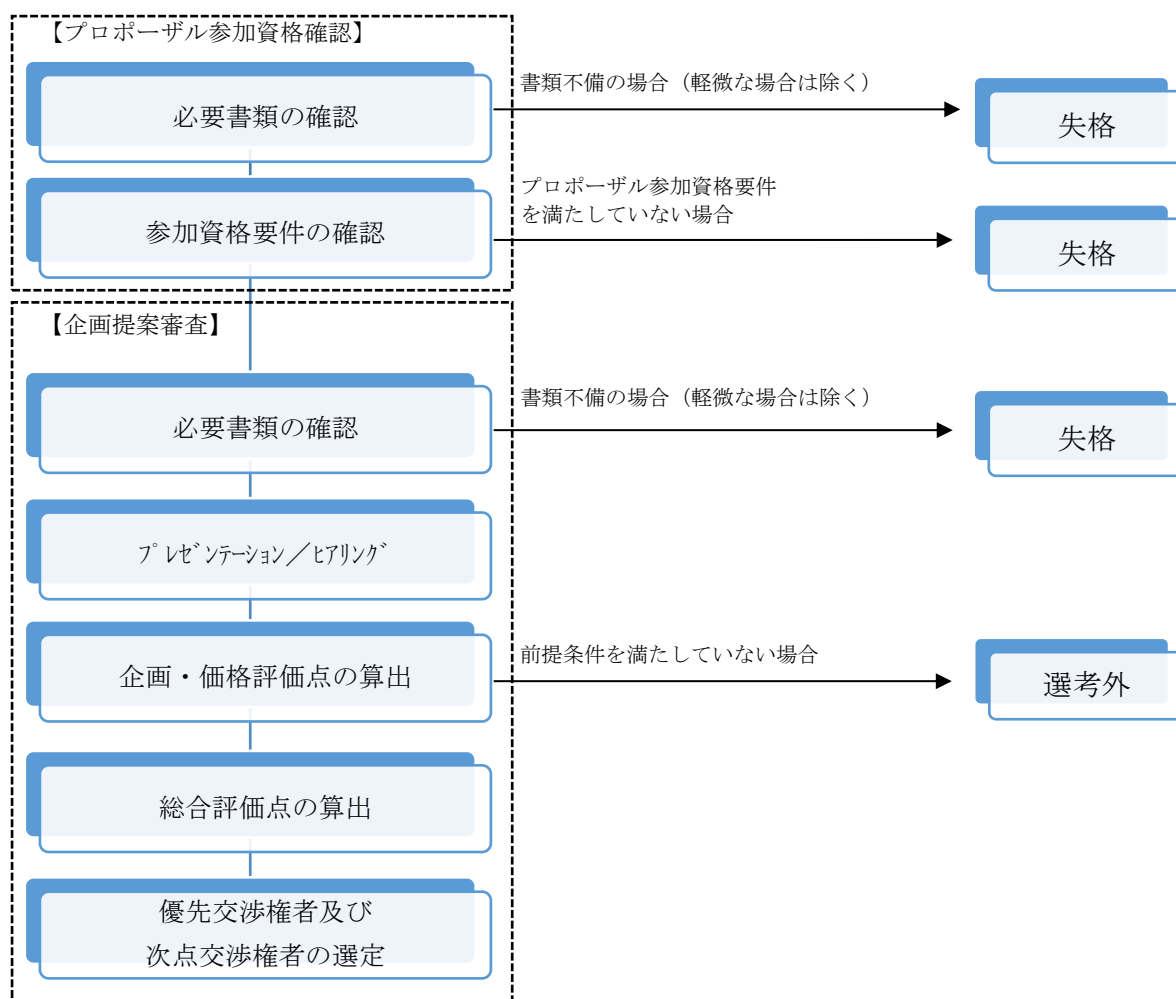 【プロポーザル参加資格確認】
必要書類の確認
書類不備の場合（軽微な場合は除く）
失格
参加資格要件の確認
プロポーザル参加資格要件
を満たしていない場合
失格
【企画提案審査】
必要書類の確認
書類不備の場合（軽微な場合は除く）
失格
ﾌﾟﾚｾﾞﾝﾃｰｼｮﾝ／ﾋｱﾘﾝｸﾞ
企画・価格評価点の算出
前提条件を満たしていない場合
選考外
総合評価点の算出
優先交渉権者及び
次点交渉権者の選定